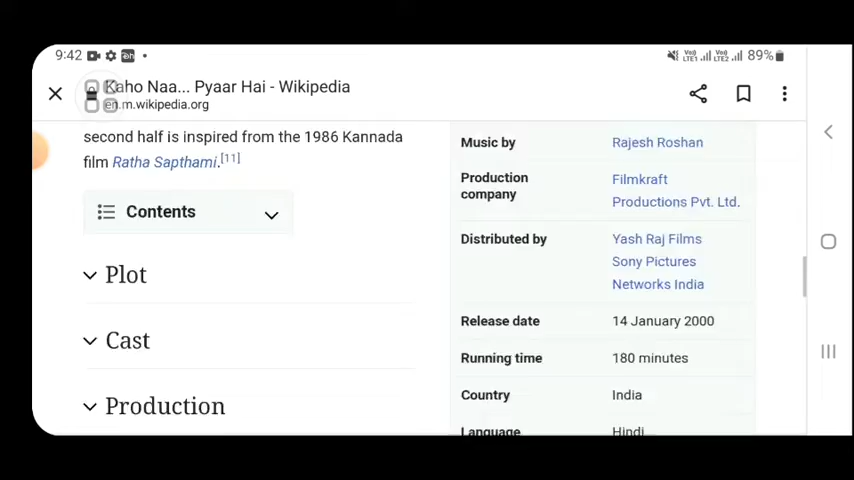 9:42
89%
Kaho Naa... Pyaar Hai - Wikipedia
en.m.wikipedia.org
second half is inspired from the 1986 Kannada
film Ratha Sapthami.[11]
Contents
Plot
Cast
Production
Music by Rajesh Roshan
Production company Filmkraft Productions Pvt. Ltd.
Distributed by Yash Raj Films
Sony Pictures
Networks India
Release date 14 January 2000
Running time 180 minutes
Country India
Language Hindi